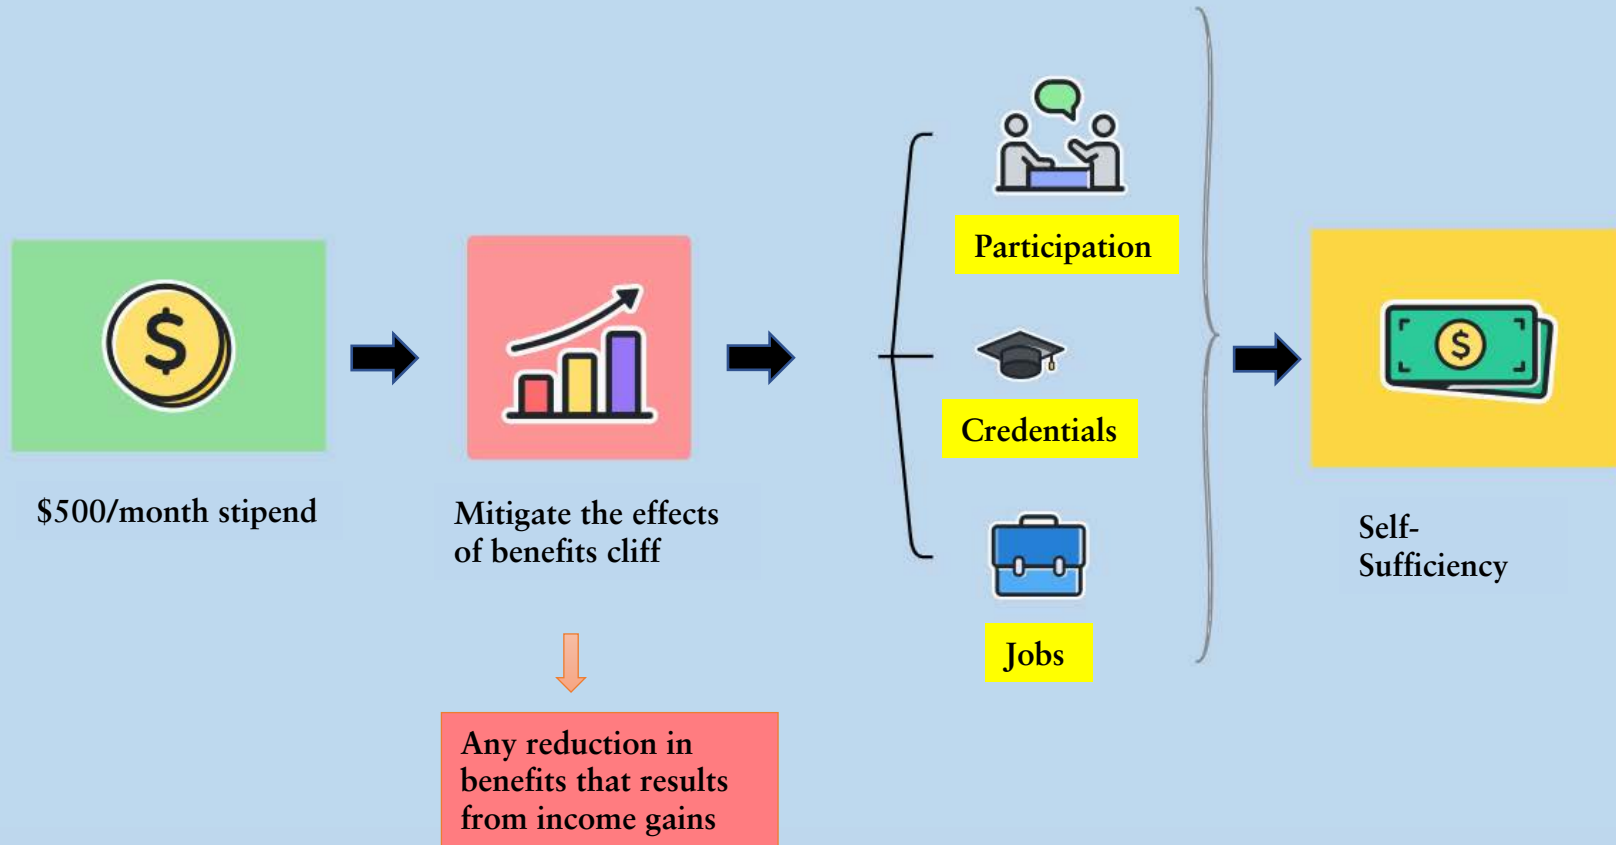 $500/month stipend
Mitigate the effects
of benefits cliff
Any reduction in
benefits that results
from income gains
Participation
Credentials
Jobs
Self-
Sufficiency